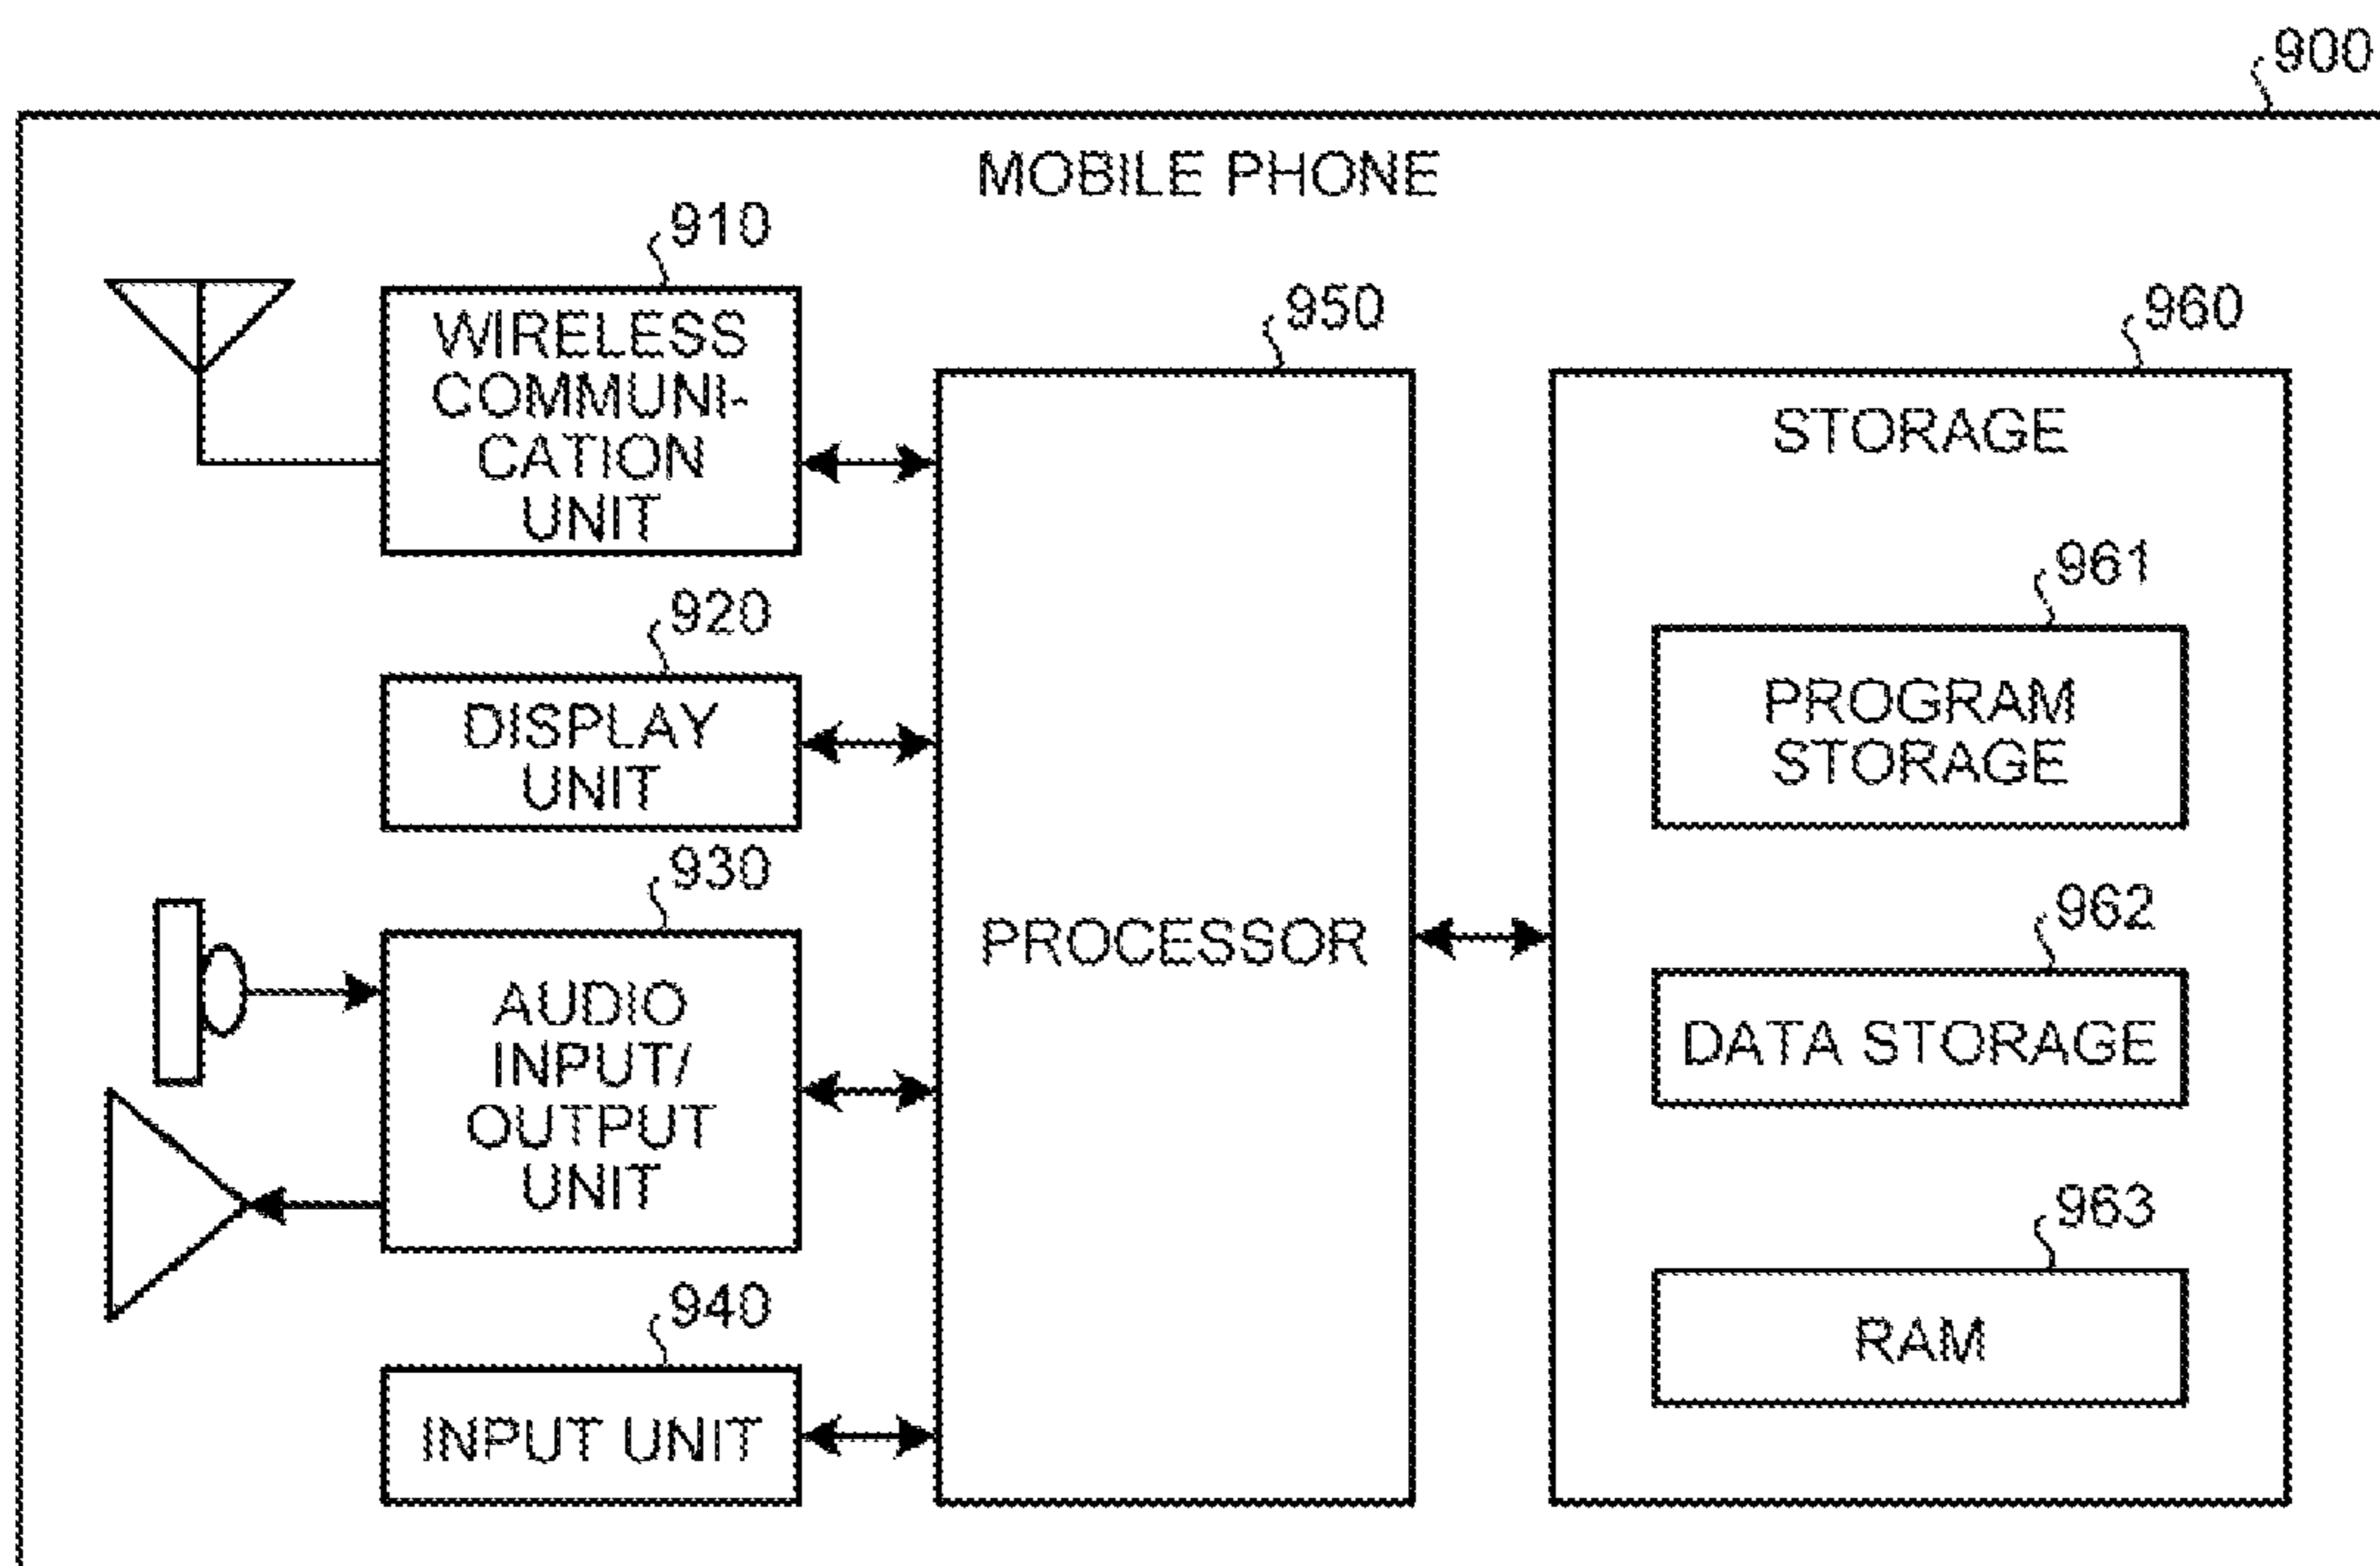 900
MOBILE PHONE
910
WIRELESS
COMMUNI-
CATION
UNIT
920
DISPLAY
UNIT
930
AUDIO
INPUT/
OUTPUT
UNIT
940
INPUT UNIT
950
PROCESSOR
960
STORAGE
961
PROGRAM
STORAGE
962
DATA STORAGE
963
RAM